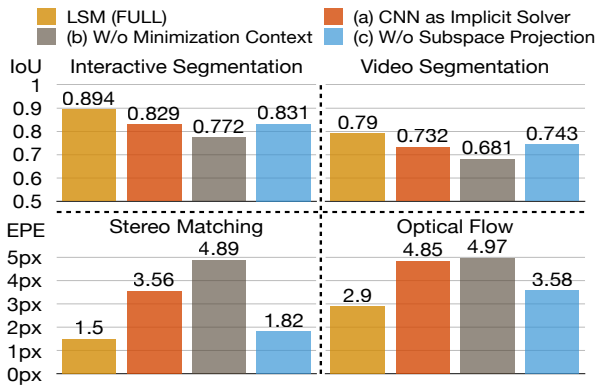 LSM (FULL) (a) CNN as Implicit Solver
(b) W/o Minimization Context (c) W/o Subspace Projection
IoU Interactive Segmentation Video Segmentation
1
0.9
0.8
0.7
0.6
0.5
0.894 0.829 0.772 0.831
0.79 0.732 0.681 0.743
EPE Stereo Matching Optical Flow
5px
4px
3px
2px
1px
0px
1.5 3.56 4.89 1.82
2.9 4.85 4.97 3.58